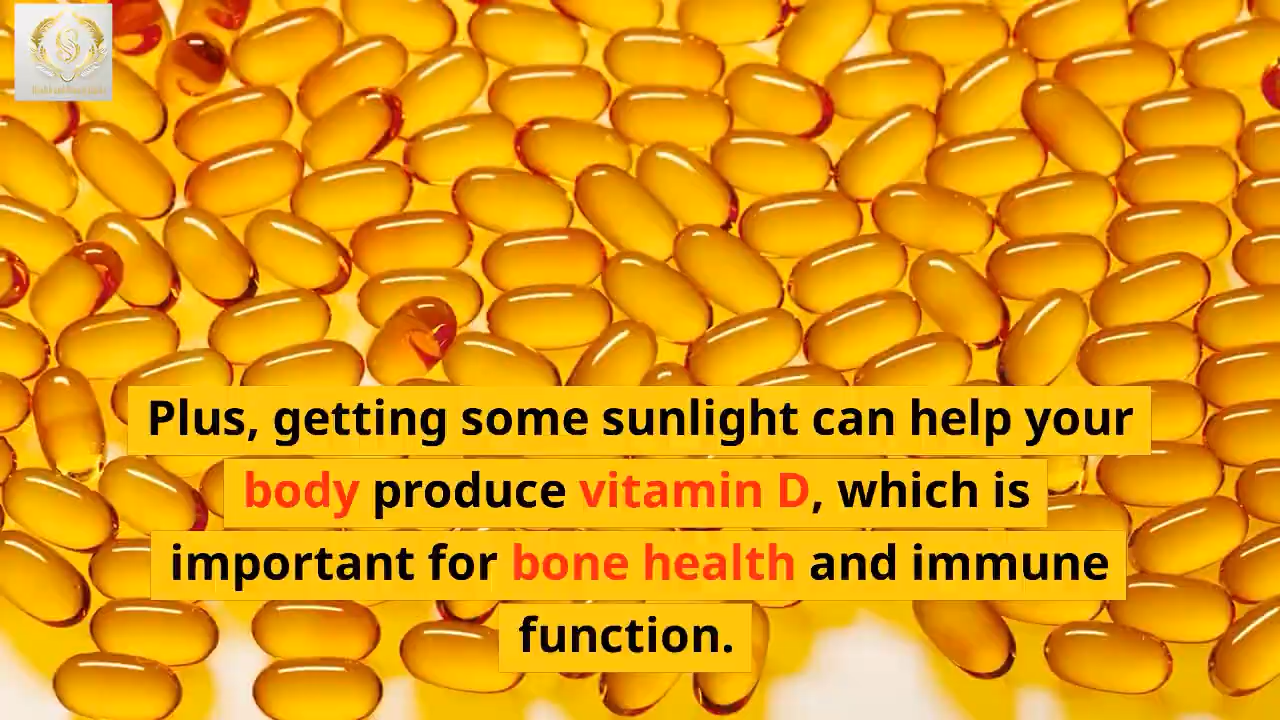 Plus, getting some sunlight can help your
body produce vitamin D, which is
important for bone health and immune
function.